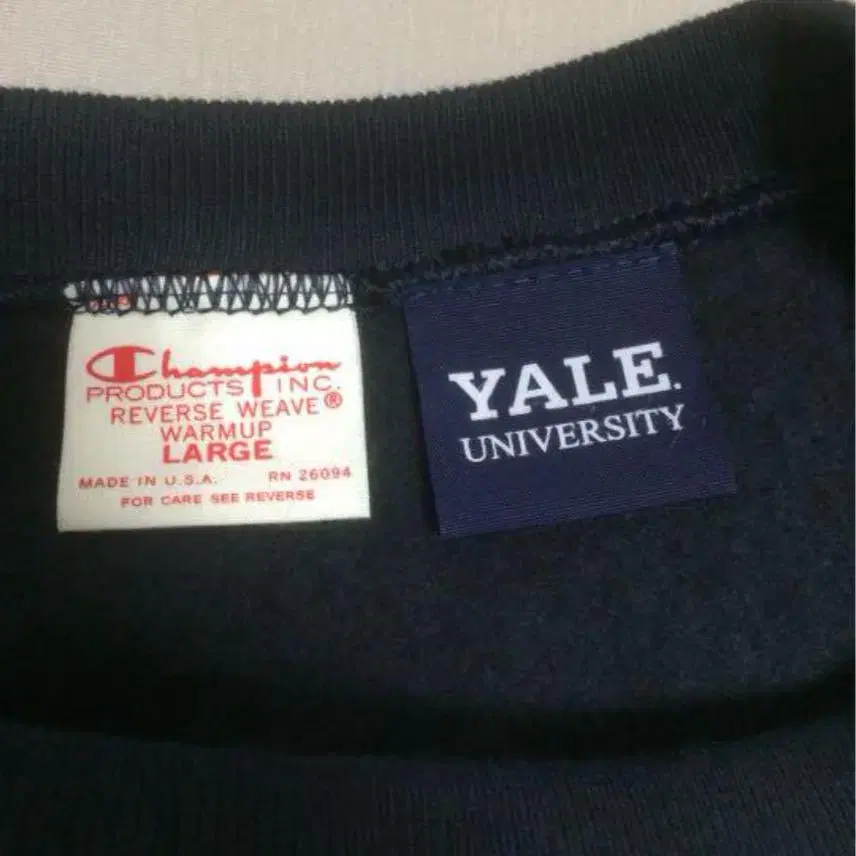 Champion
PRODUCTS INC.
REVERSE WEAVE®
WARMUP
LARGE
MADE IN U.S.A. RN 26094
FOR CARE SEE REVERSE
YALE.
UNIVERSITY